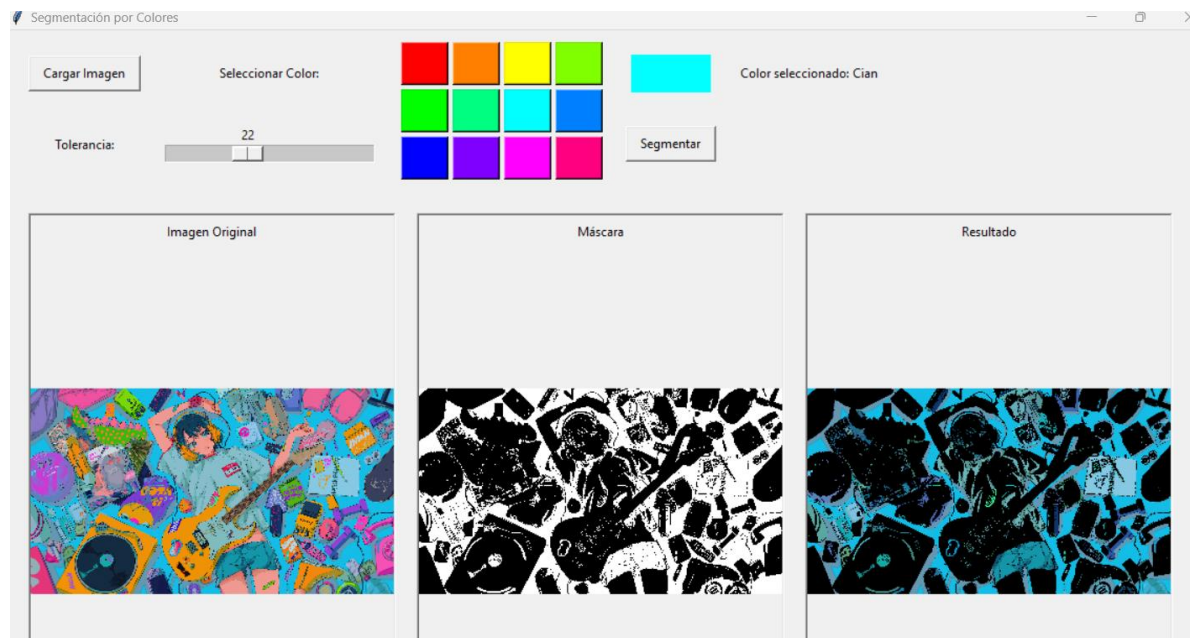 Segmentación por Colores
Cargar Imagen
Seleccionar Color:
Color seleccionado: Cian
Tolerancia:
22
Segmentar
Imagen Original
Máscara
Resultado